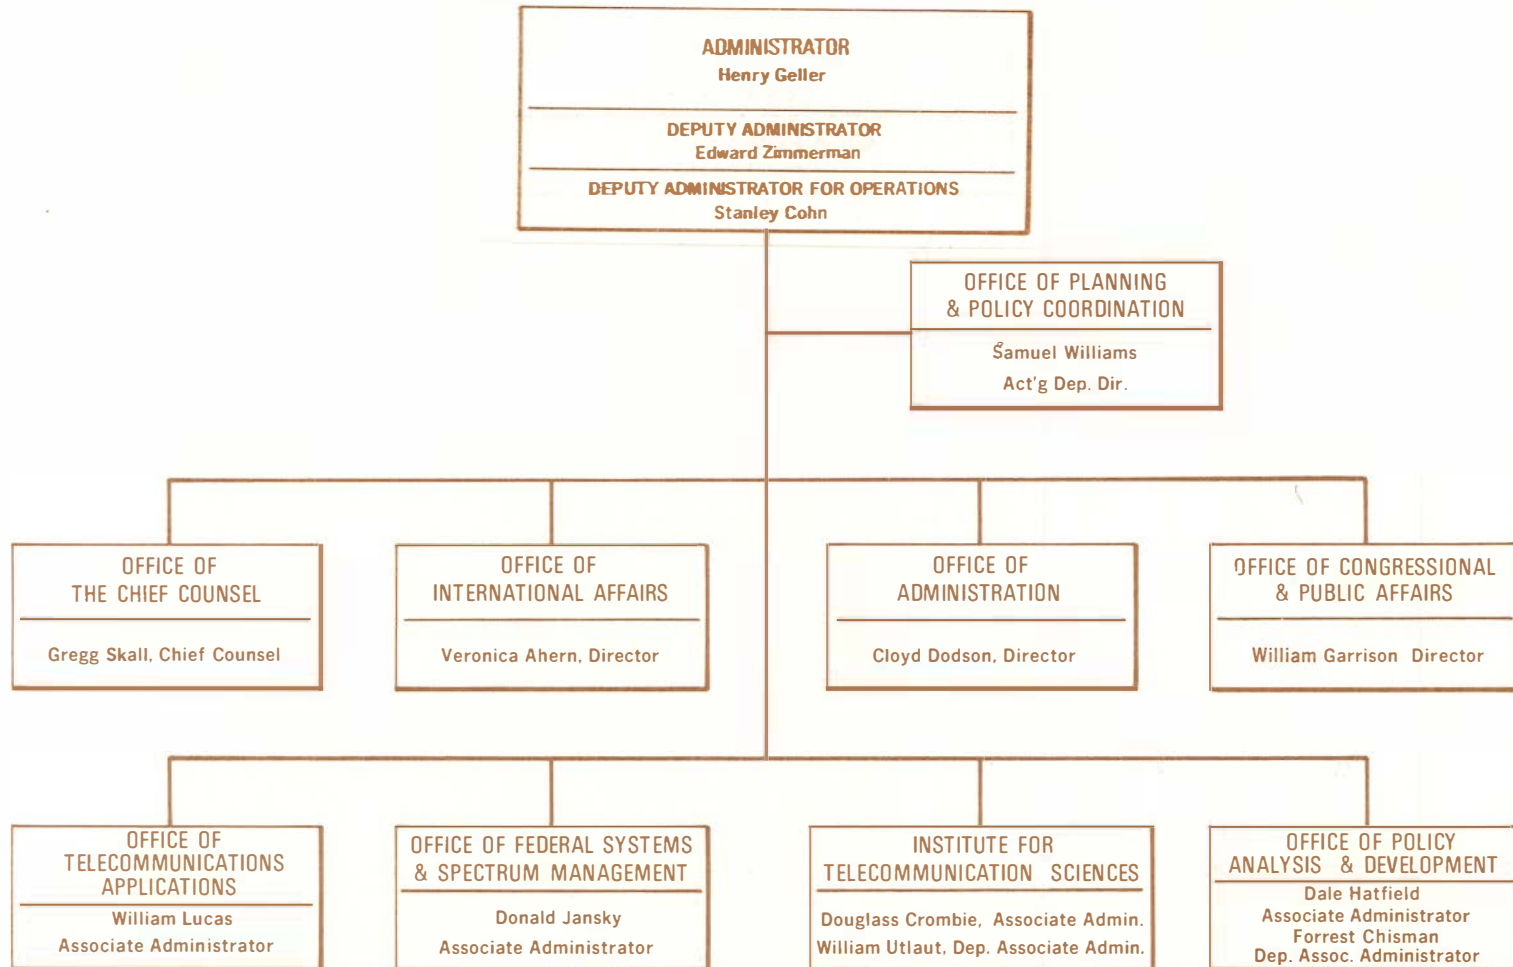 ADMINISTRATOR
Henry Geller
DEPUTY ADMINISTRATOR
Edward Zimmerman
DEPUTY ADMINISTRATOR FOR OPERATIONS
Stanley Cohn
OFFICE OF PLANNING
& POLICY COORDINATION
Samuel Williams
Act'g Dep. Dir.
OFFICE OF
THE CHIEF COUNSEL
Gregg Skall, Chief Counsel
OFFICE OF
INTERNATIONAL AFFAIRS
Veronica Ahern, Director
OFFICE OF
ADMINISTRATION
Cloyd Dodson, Director
OFFICE OF CONGRESSIONAL
& PUBLIC AFFAIRS
William Garrison Director
OFFICE OF
TELECOMMUNICATIONS
APPLICATIONS
William Lucas
Associate Administrator
OFFICE OF FEDERAL SYSTEMS
& SPECTRUM MANAGEMENT
Donald Jansky
Associate Administrator
INSTITUTE FOR
TELECOMMUNICATION SCIENCES
Douglass Crombie, Associate Admin.
William Utlaut, Dep. Associate Admin.
OFFICE OF POLICY
ANALYSIS & DEVELOPMENT
Dale Hatfield
Associate Administrator
Forrest Chisman
Dep. Assoc. Administrator